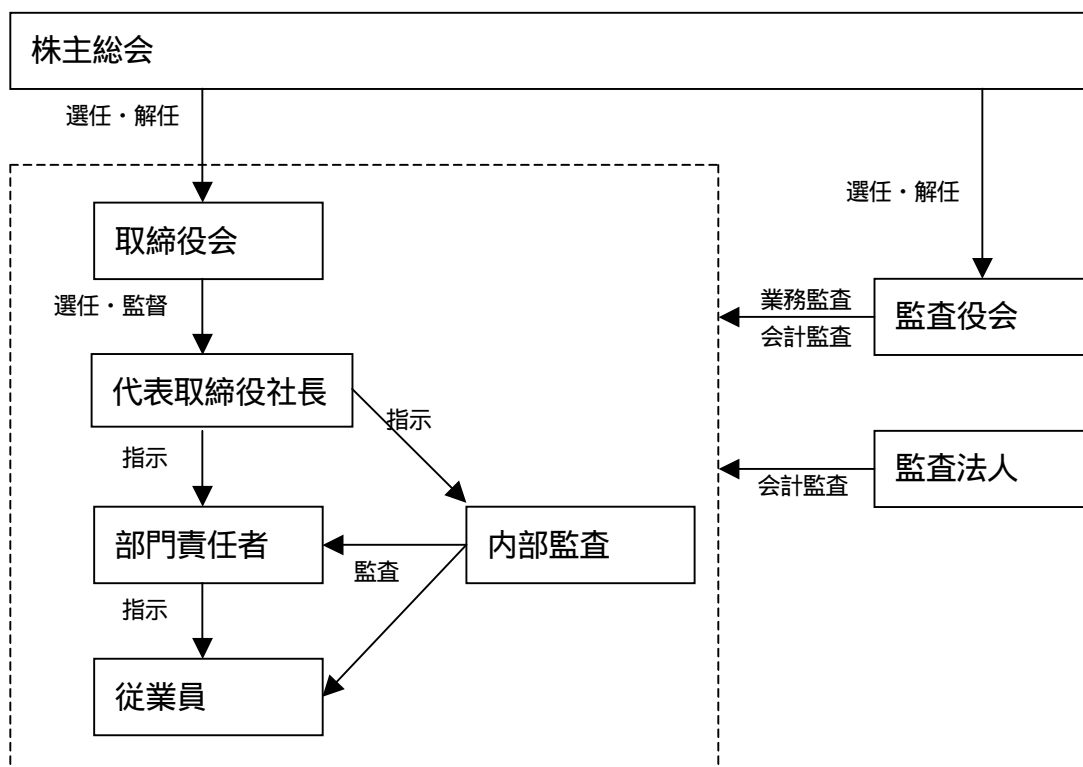 株主総会
選任・解任
選任・解任
取締役会
選任・監督
業務監査
会計監査
監査役会
代表取締役社長
指示
指示
会計監査
監査法人
部門責任者
監査
内部監査
指示
従業員